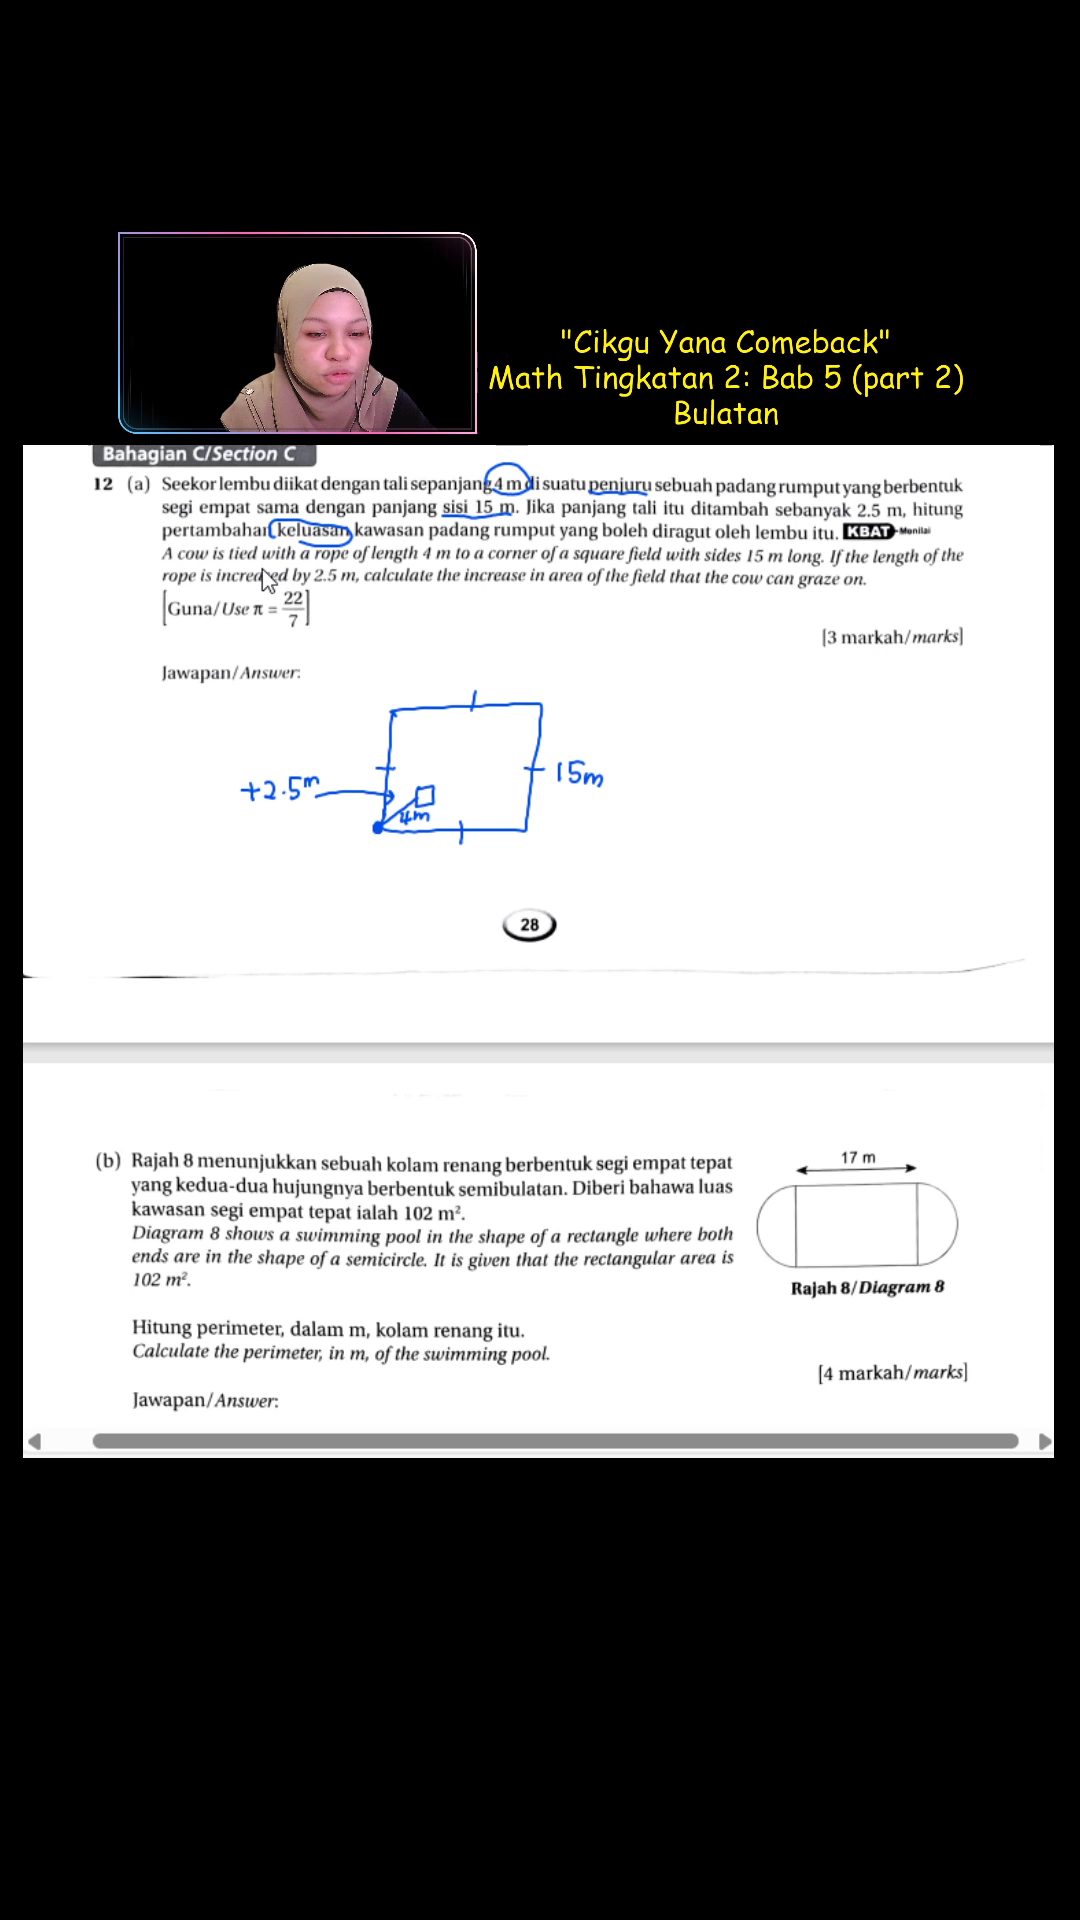 "Cikgu Yana Comeback"
Math Tingkatan 2: Bab 5 (part 2)
Bulatan
Bahagian C/Section C
12 (a) Seekor lembu diikat dengan tali sepanjang 4 m di suatu penjuru sebuah padang rumput yang berbentuk
segi empat sama dengan panjang sisi 15 m. Jika panjang tali itu ditambah sebanyak 2.5 m, hitung
pertambahan keluasan kawasan padang rumput yang boleh diragut oleh lembu itu. KBAT Menilai
A cow is tied with a rope of length 4 m to a corner of a square field with sides 15 m long. If the length of the
rope is increased by 2.5 m, calculate the increase in area of the field that the cow can graze on.
[Guna/Use π = 22/7]
[3 markah/marks]
Jawapan/Answer:
+2.5m
4m
15m
28
(b) Rajah 8 menunjukkan sebuah kolam renang berbentuk segi empat tepat
yang kedua-dua hujungnya berbentuk semibulatan. Diberi bahawa luas
kawasan segi empat tepat ialah 102 m².
Diagram 8 shows a swimming pool in the shape of a rectangle where both
ends are in the shape of a semicircle. It is given that the rectangular area is
102 m².
17 m
Rajah 8/Diagram 8
Hitung perimeter, dalam m, kolam renang itu.
Calculate the perimeter, in m, of the swimming pool.
[4 markah/marks]
Jawapan/Answer: